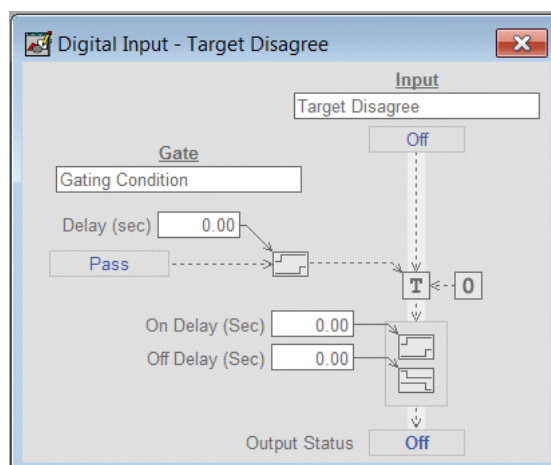 Digital Input - Target Disagree
Input
Target Disagree
Off
Gate
Gating Condition
Delay (sec) 0.00
Pass
T 0
On Delay (Sec) 0.00
Off Delay (Sec) 0.00
Output Status Off